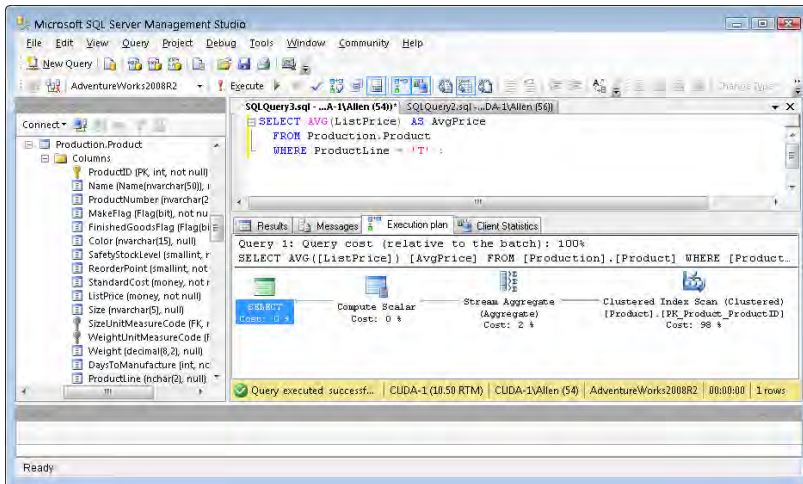 Microsoft SQL Server Management Studio
File Edit View Query Project Debug Tools Window Community Help
New Query
AdventureWorks2008R2 Execute Change Type
SQLQuery3.sql - ...A-1\Allen (54))* SQLQuery2.sql -...DA-1\Allen (56))
Connect
Production.Product
Columns
ProductID (PK, int, not null)
Name (Name(nvarchar(50)),
ProductNumber (nvarchar(2
MakeFlag (Flag(bit), not nu
FinishedGoodsFlag (Flag(bi
Color (nvarchar(15), null)
SafetyStockLevel (smallint, r
ReorderPoint (smallint, not
StandardCost (money, not r
ListPrice (money, not null)
Size (nvarchar(5), null)
SizeUnitMeasureCode (FK, r
WeightUnitMeasureCode (F
Weight (decimal(8,2), null)
DaysToManufacture (int, nc
ProductLine (nchar(2), null)
SELECT AVG(ListPrice) AS AvgPrice
FROM Production.Product
WHERE ProductLine = 'T' ;
Results Messages Execution plan Client Statistics
Query 1: Query cost (relative to the batch): 100%
SELECT AVG([ListPrice]) [AvgPrice] FROM [Production].[Product] WHERE [Product...
SELECT
Cost: 0 %
Compute Scalar
Cost: 0 %
Stream Aggregate
(Aggregate)
Cost: 2 %
Clustered Index Scan (Clustered)
[Product].[PK_Product_ProductID]
Cost: 98 %
Query executed successf... CUDA-1 (10.50 RTM) CUDA-1\Allen (54) AdventureWorks2008R2 00:00:00 1 rows
Ready